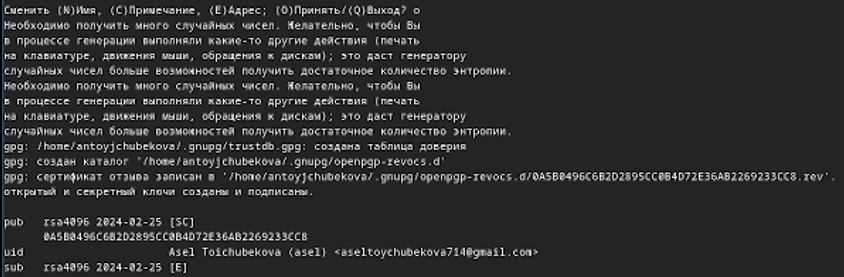 Сменить (N)Имя, (C)Примечание, (E)Адрес; (O)Принять/(Q)Выход? o
Необходимо получить много случайных чисел. Желательно, чтобы Вы
в процессе генерации выполняли какие-то другие действия (печать
на клавиатуре, движения мыши, обращения к дискам); это даст генератору
случайных чисел больше возможностей получить достаточное количество энтропии.
Необходимо получить много случайных чисел. Желательно, чтобы Вы
в процессе генерации выполняли какие-то другие действия (печать
на клавиатуре, движения мыши, обращения к дискам); это даст генератору
случайных чисел больше возможностей получить достаточное количество энтропии.
gpg: /home/antoyjchubekova/.gnupg/trustdb.gpg: создана таблица доверия
gpg: создан каталог '/home/antoyjchubekova/.gnupg/openpgp-revocs.d'
gpg: сертификат отзыва записан в '/home/antoyjchubekova/.gnupg/openpgp-revocs.d/0A5B0496C6B2D2895CC0B4D72E36AB2269233CC8.rev'.
открытый и секретный ключи созданы и подписаны.
pub rsa4096 2024-02-25 [SC]
0A5B0496C6B2D2895CC0B4D72E36AB2269233CC8
uid Asel Toichubekova (asel) <aseltoychubekova714@gmail.com>
sub rsa4096 2024-02-25 [E]